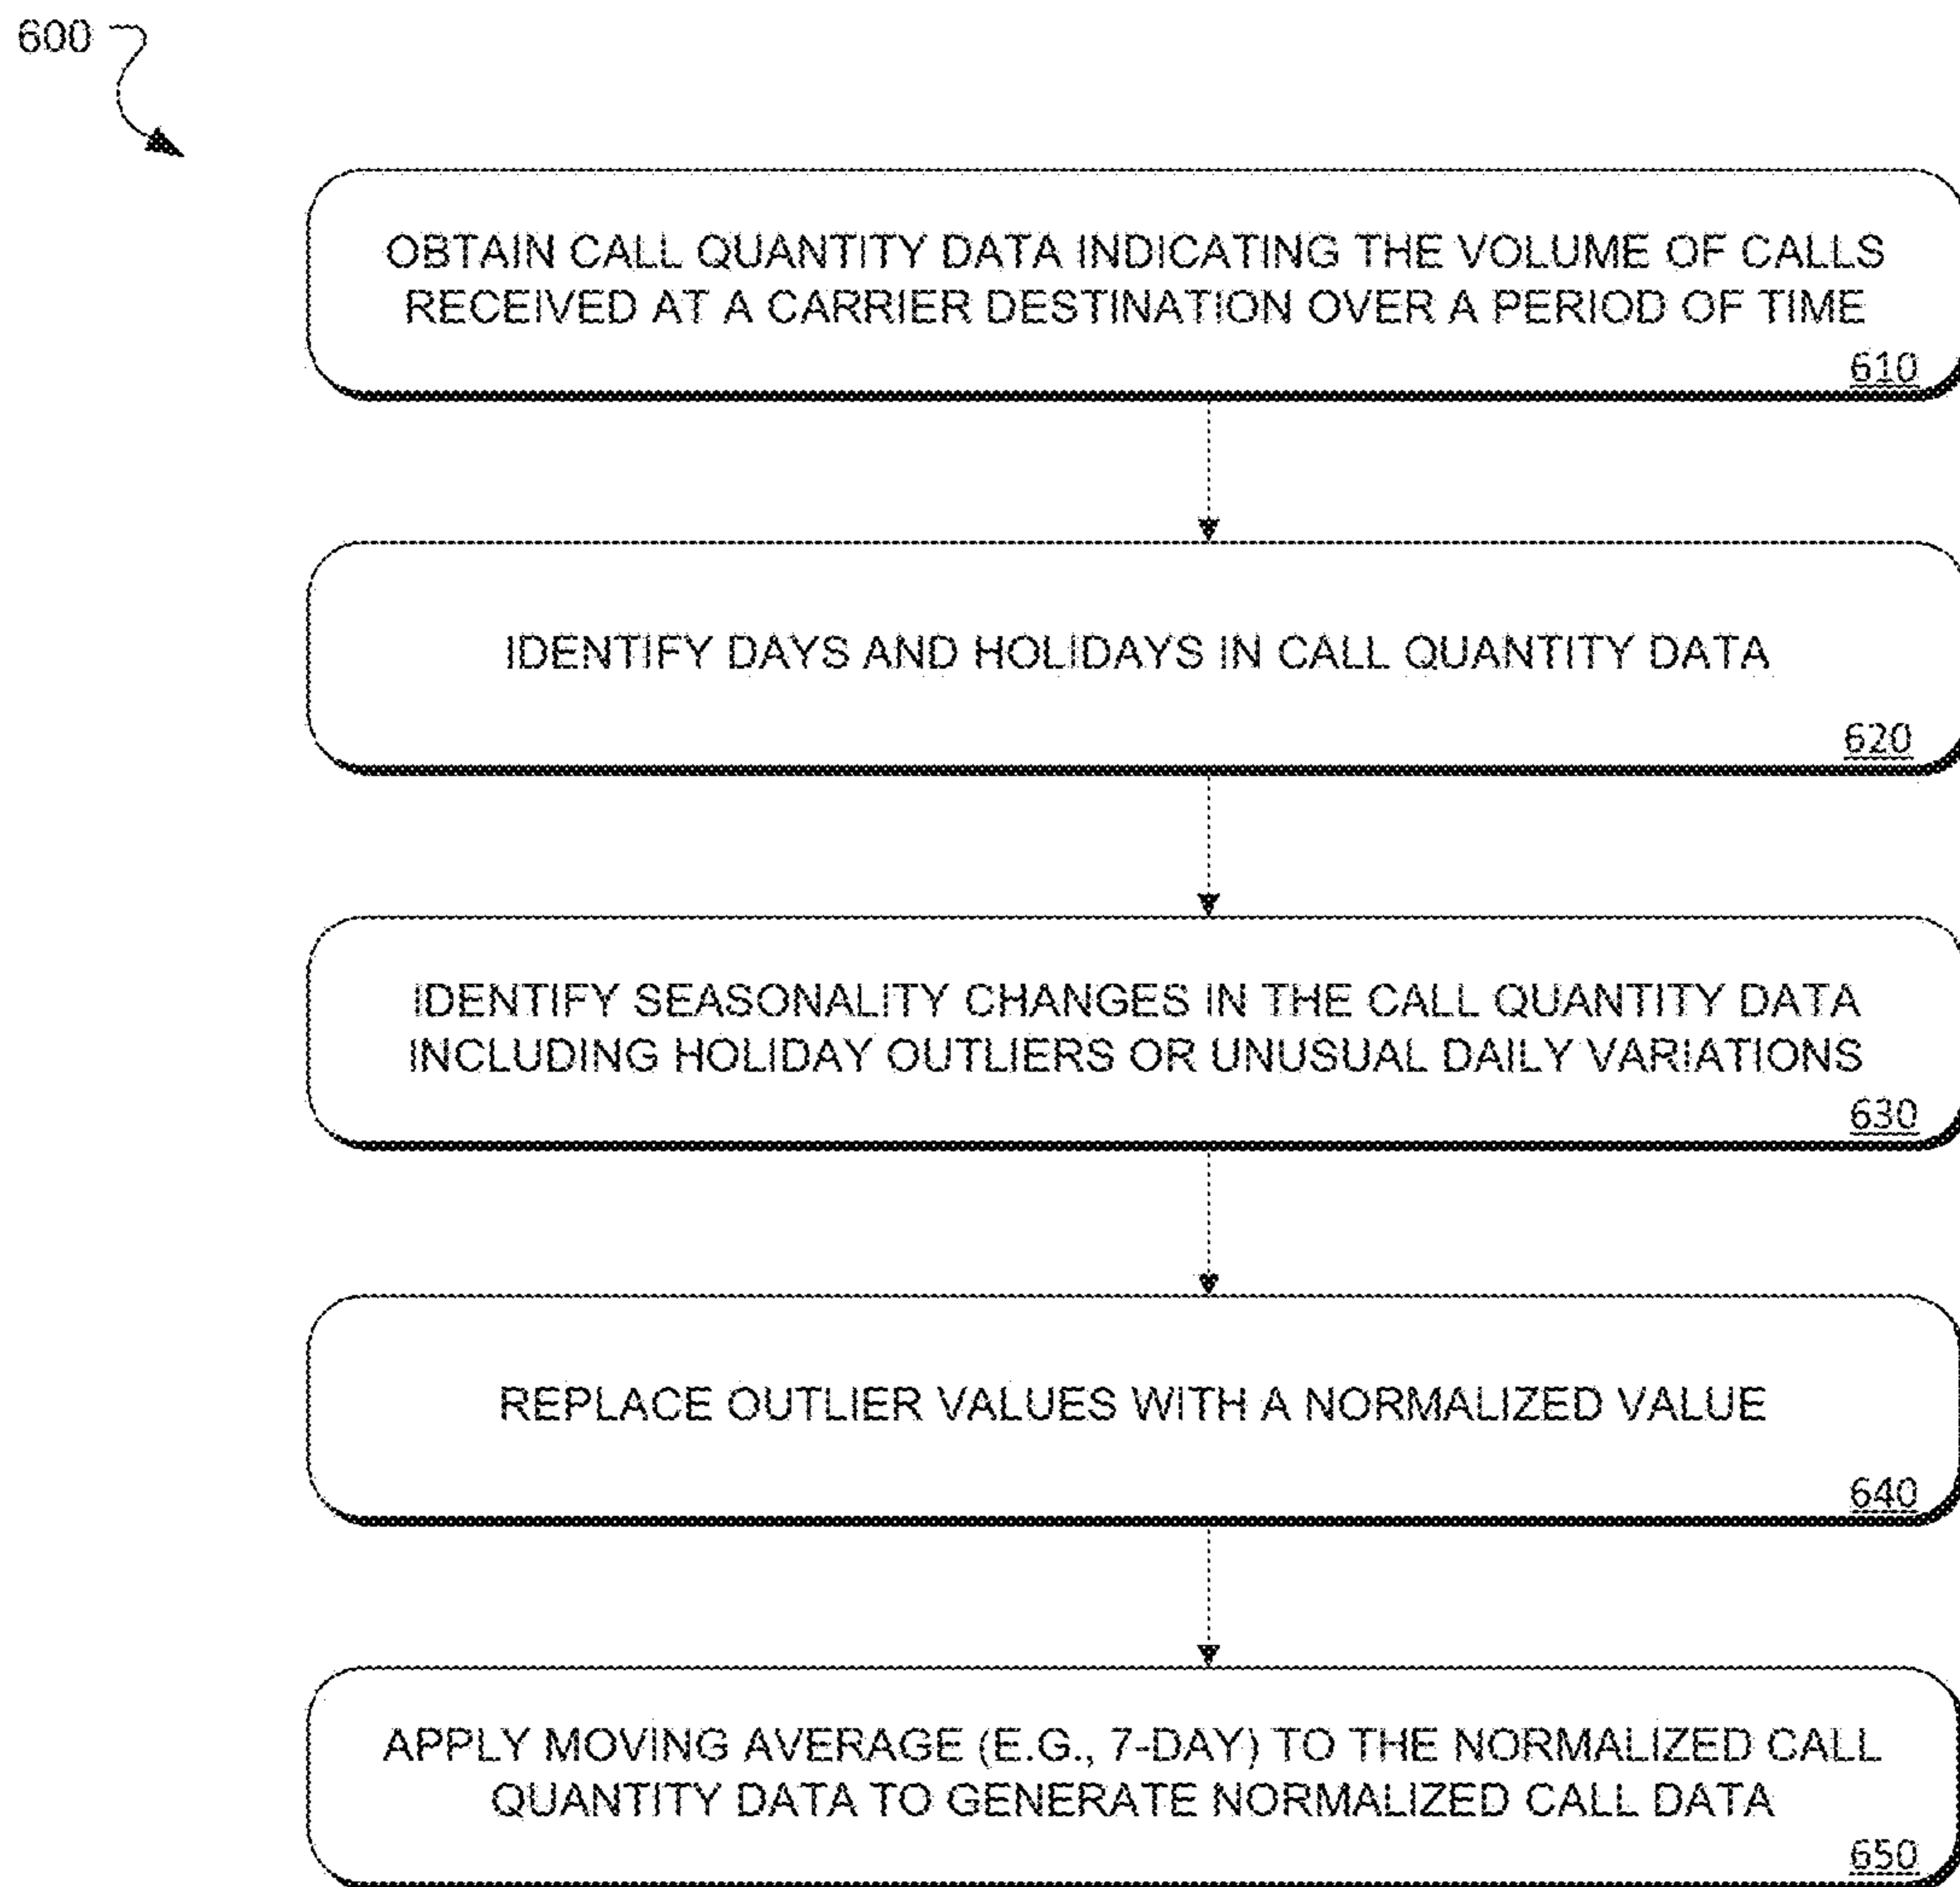 600
OBTAIN CALL QUANTITY DATA INDICATING THE VOLUME OF CALLS
RECEIVED AT A CARRIER DESTINATION OVER A PERIOD OF TIME
610
IDENTIFY DAYS AND HOLIDAYS IN CALL QUANTITY DATA
620
IDENTIFY SEASONALITY CHANGES IN THE CALL QUANTITY DATA
INCLUDING HOLIDAY OUTLIERS OR UNUSUAL DAILY VARIATIONS
630
REPLACE OUTLIER VALUES WITH A NORMALIZED VALUE
640
APPLY MOVING AVERAGE (E.G., 7-DAY) TO THE NORMALIZED CALL
QUANTITY DATA TO GENERATE NORMALIZED CALL DATA
650